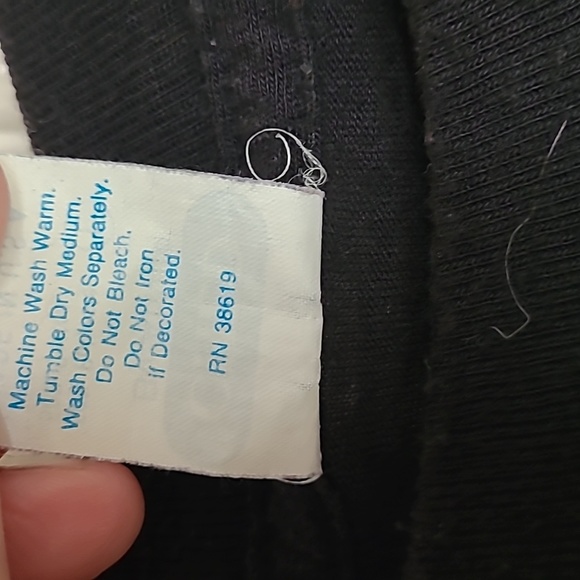 Machine Wash Warm.
Tumble Dry Medium.
Wash Colors Separately.
Do Not Bleach.
Do Not Iron
if Decorated.
RN 38619